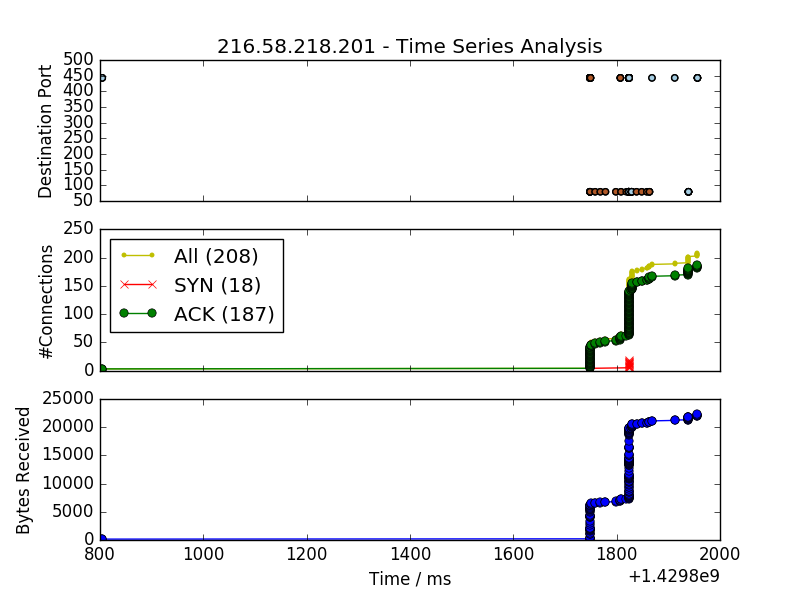 216.58.218.201 - Time Series Analysis
500
450
400
350
300
250
200
150
100
50
Destination Port
250
200
150
100
50
0
#Connections
All (208)
SYN (18)
ACK (187)
25000
20000
15000
10000
5000
0
Bytes Received
800 1000 1200 1400 1600 1800 2000
Time / ms
+1.4298e9